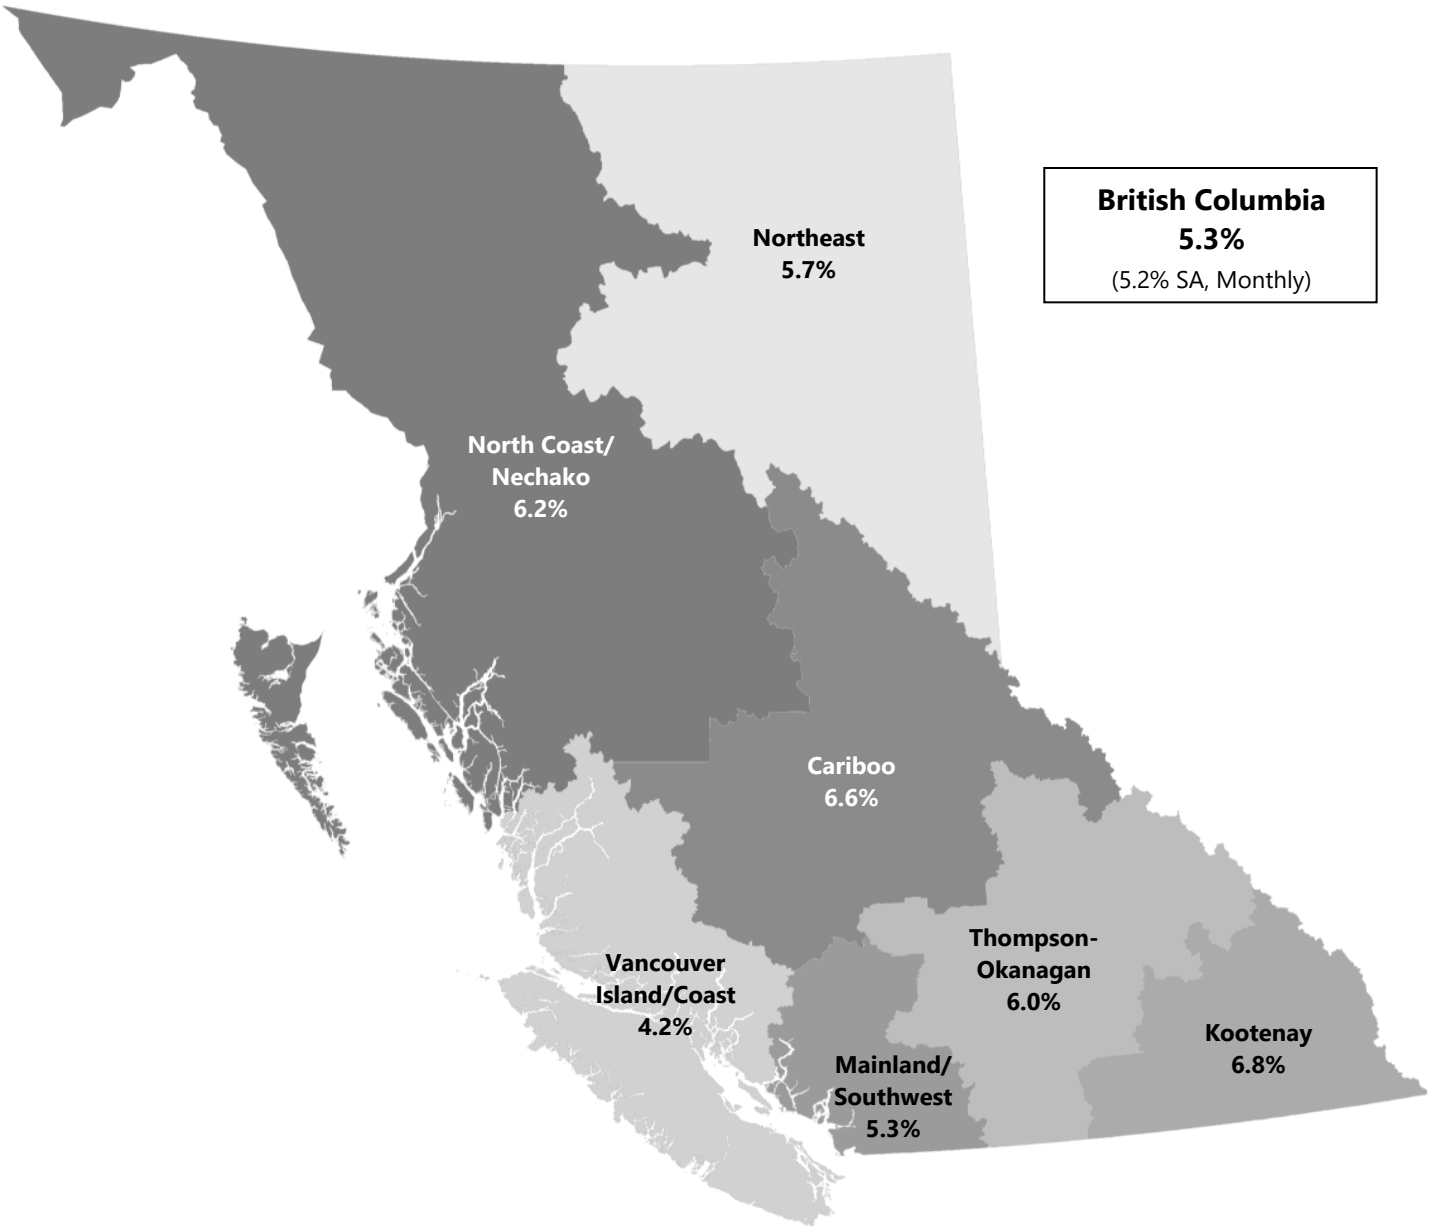 British Columbia
5.3%
(5.2% SA, Monthly)
Northeast
5.7%
North Coast/
Nechako
6.2%
Cariboo
6.6%
Thompson-
Okanagan
6.0%
Vancouver
Island/Coast
4.2%
Kootenay
6.8%
Mainland/
Southwest
5.3%